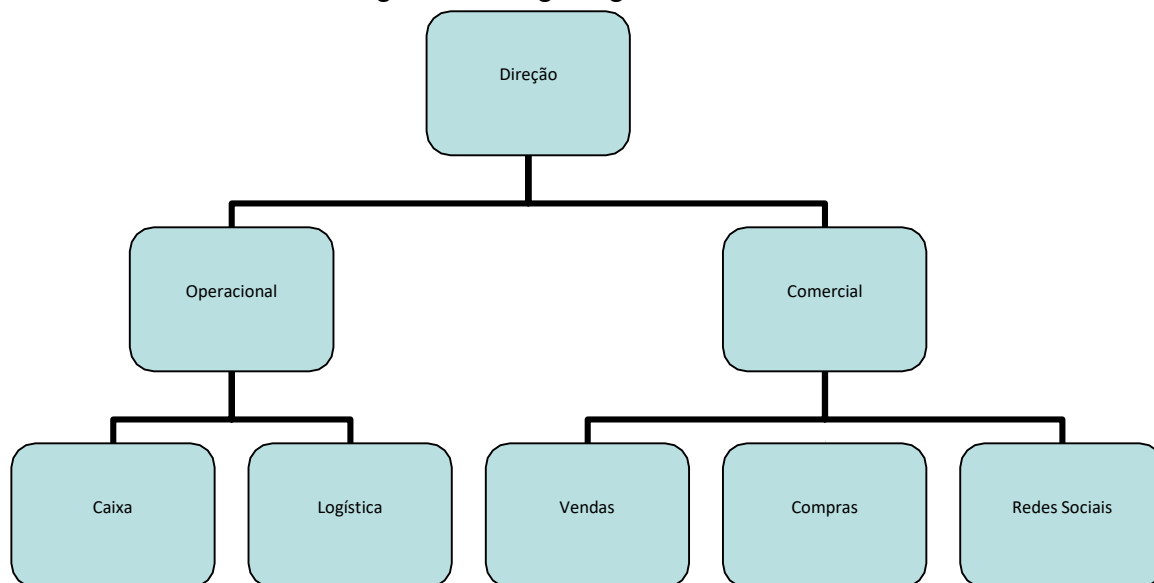 Direção
Operacional
Comercial
Caixa
Logística
Vendas
Compras
Redes Sociais